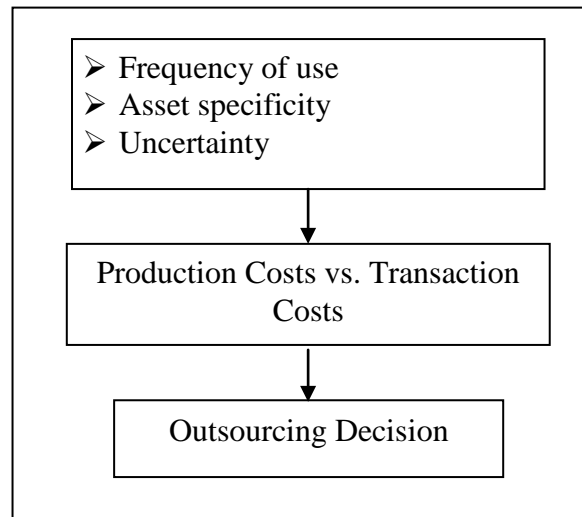 ➢ Frequency of use
➢ Asset specificity
➢ Uncertainty
Production Costs vs. Transaction
Costs
Outsourcing Decision